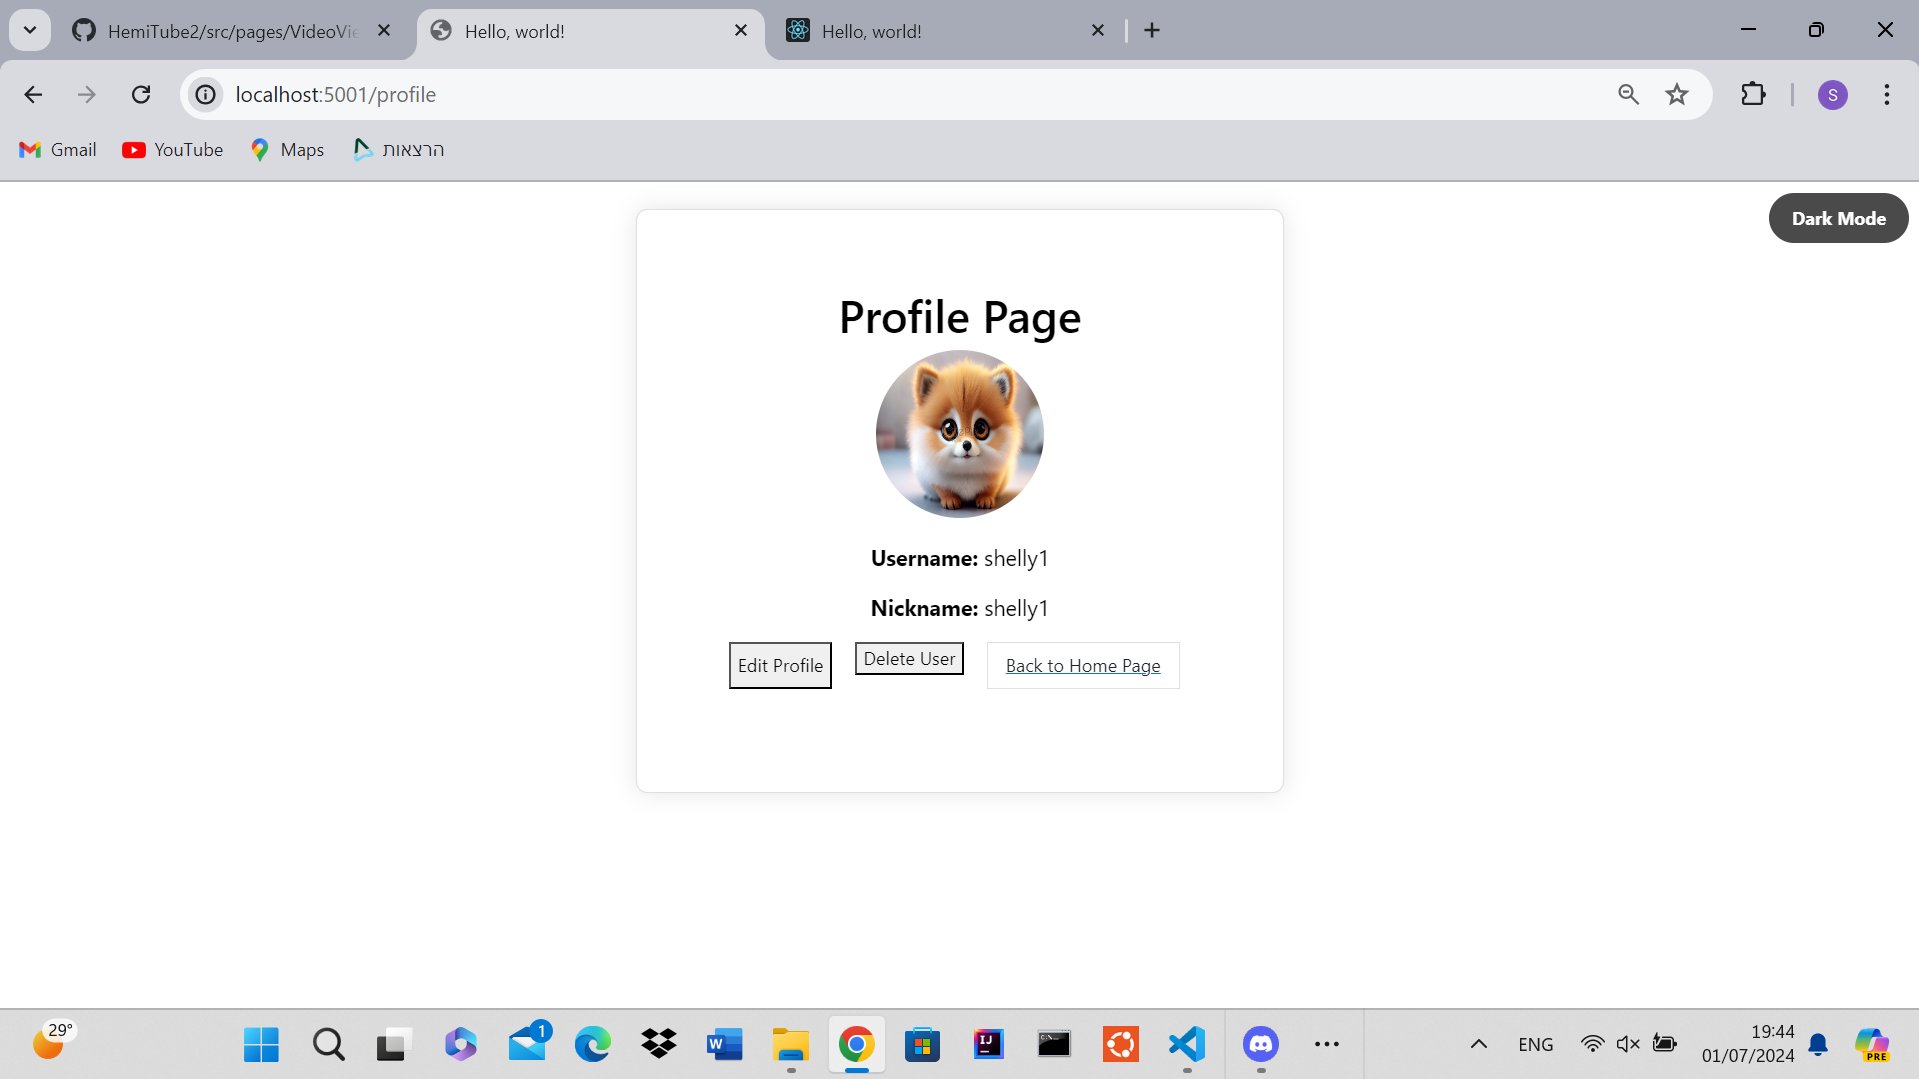 HemiTube2/src/pages/VideoVie
Hello, world!
Hello, world!
localhost:5001/profile
S
Gmail
YouTube
Maps
הרצאות
Dark Mode
Profile Page
Username: shelly1
Nickname: shelly1
Edit Profile
Delete User
Back to Home Page
29°
1
W
IJ
C:\
PRE
ENG
19:44
01/07/2024